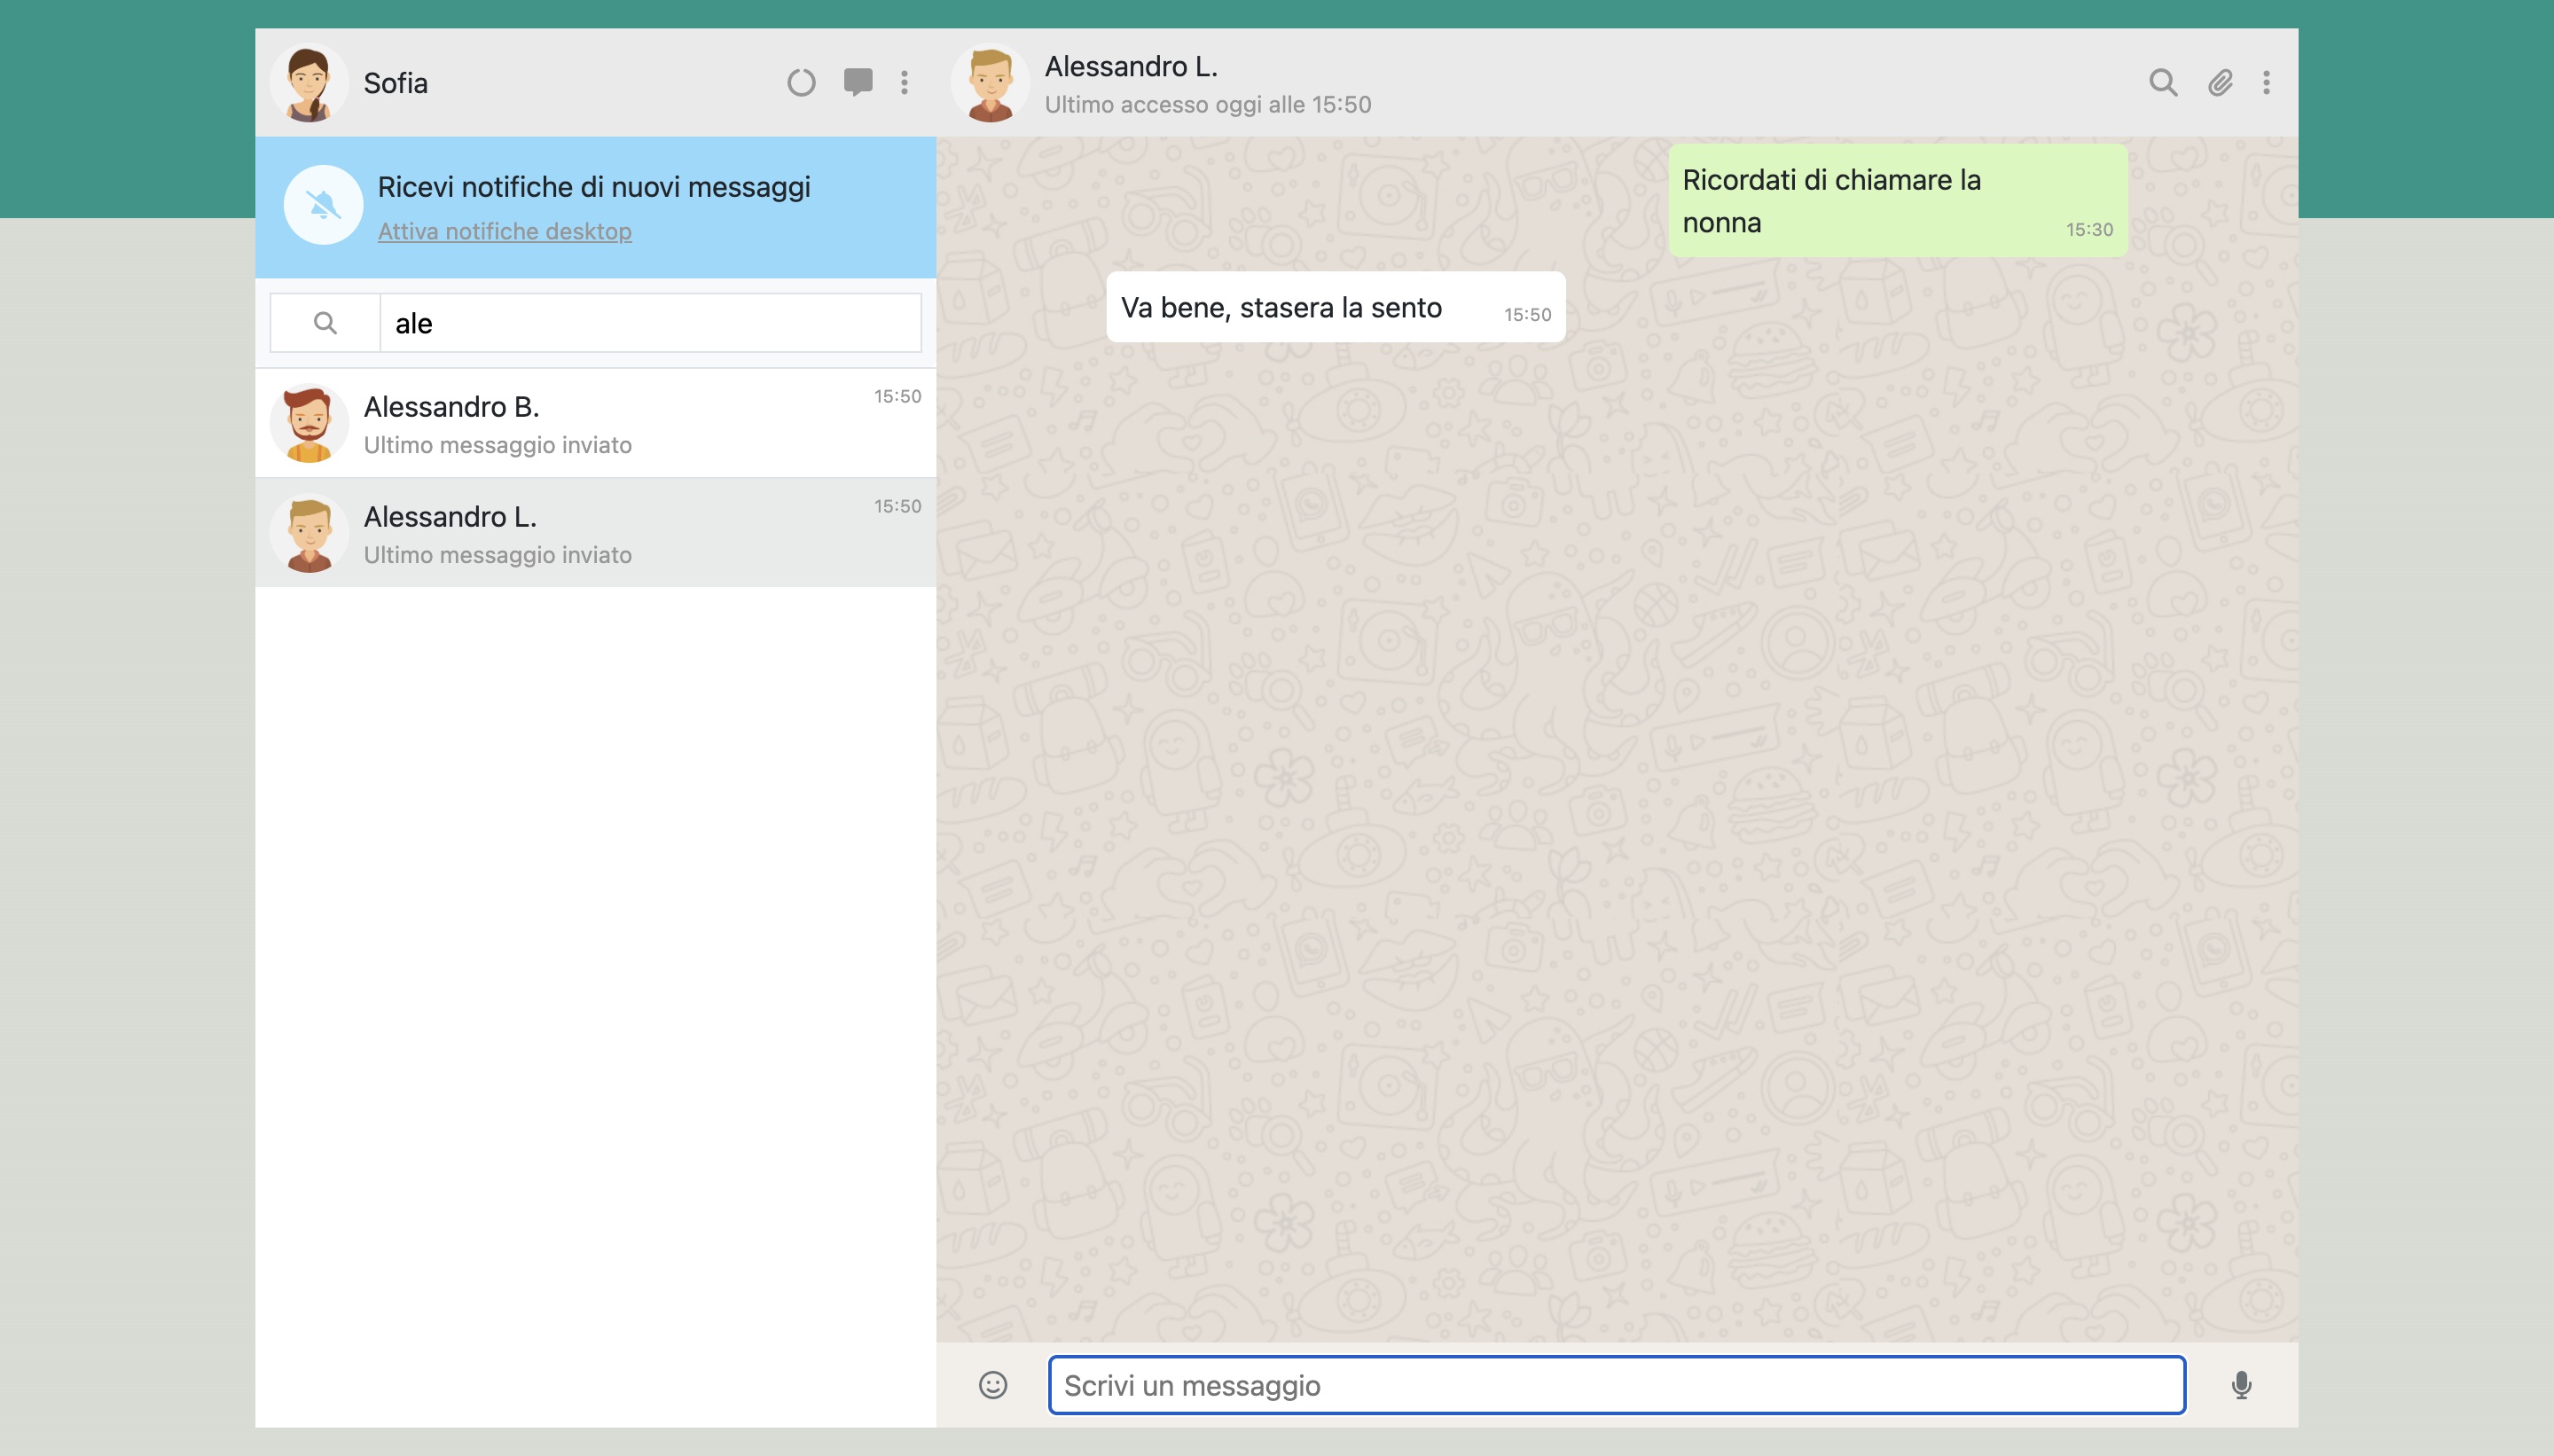 Sofia
Ricevi notifiche di nuovi messaggi
Attiva notifiche desktop
ale
Alessandro B.
15:50
Ultimo messaggio inviato
Alessandro L.
15:50
Ultimo messaggio inviato
Alessandro L.
Ultimo accesso oggi alle 15:50
Ricordati di chiamare la
nonna
15:30
Va bene, stasera la sento
15:50
Scrivi un messaggio